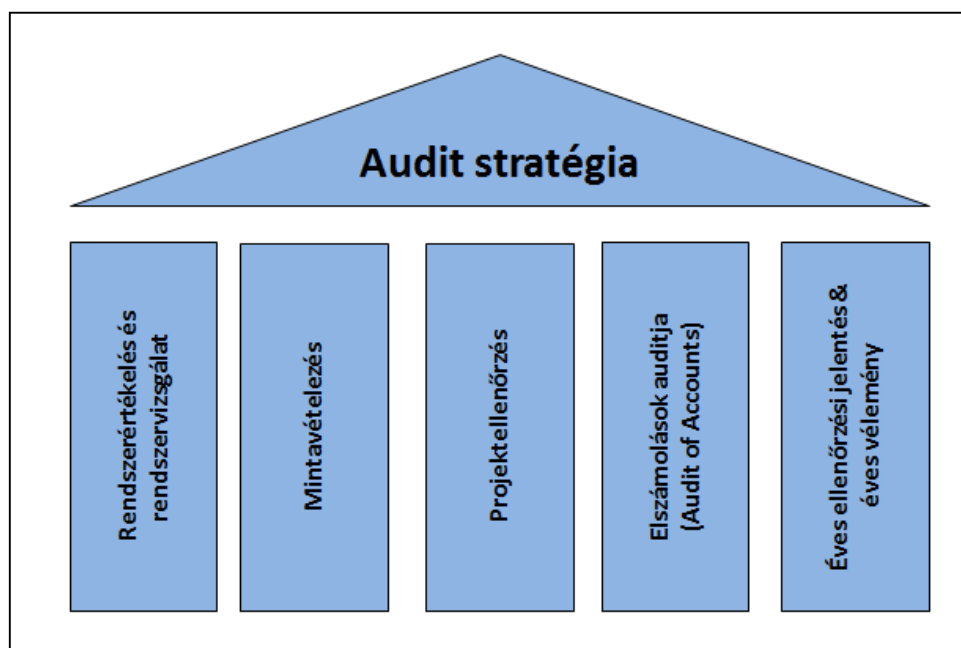 Audit stratégia
Rendszerértékelés és
rendszervizsgálat
Mintavételezés
Projektellenőrzés
Elszámolások auditja
(Audit of Accounts)
Éves ellenőrzési jelentés &
éves vélemény